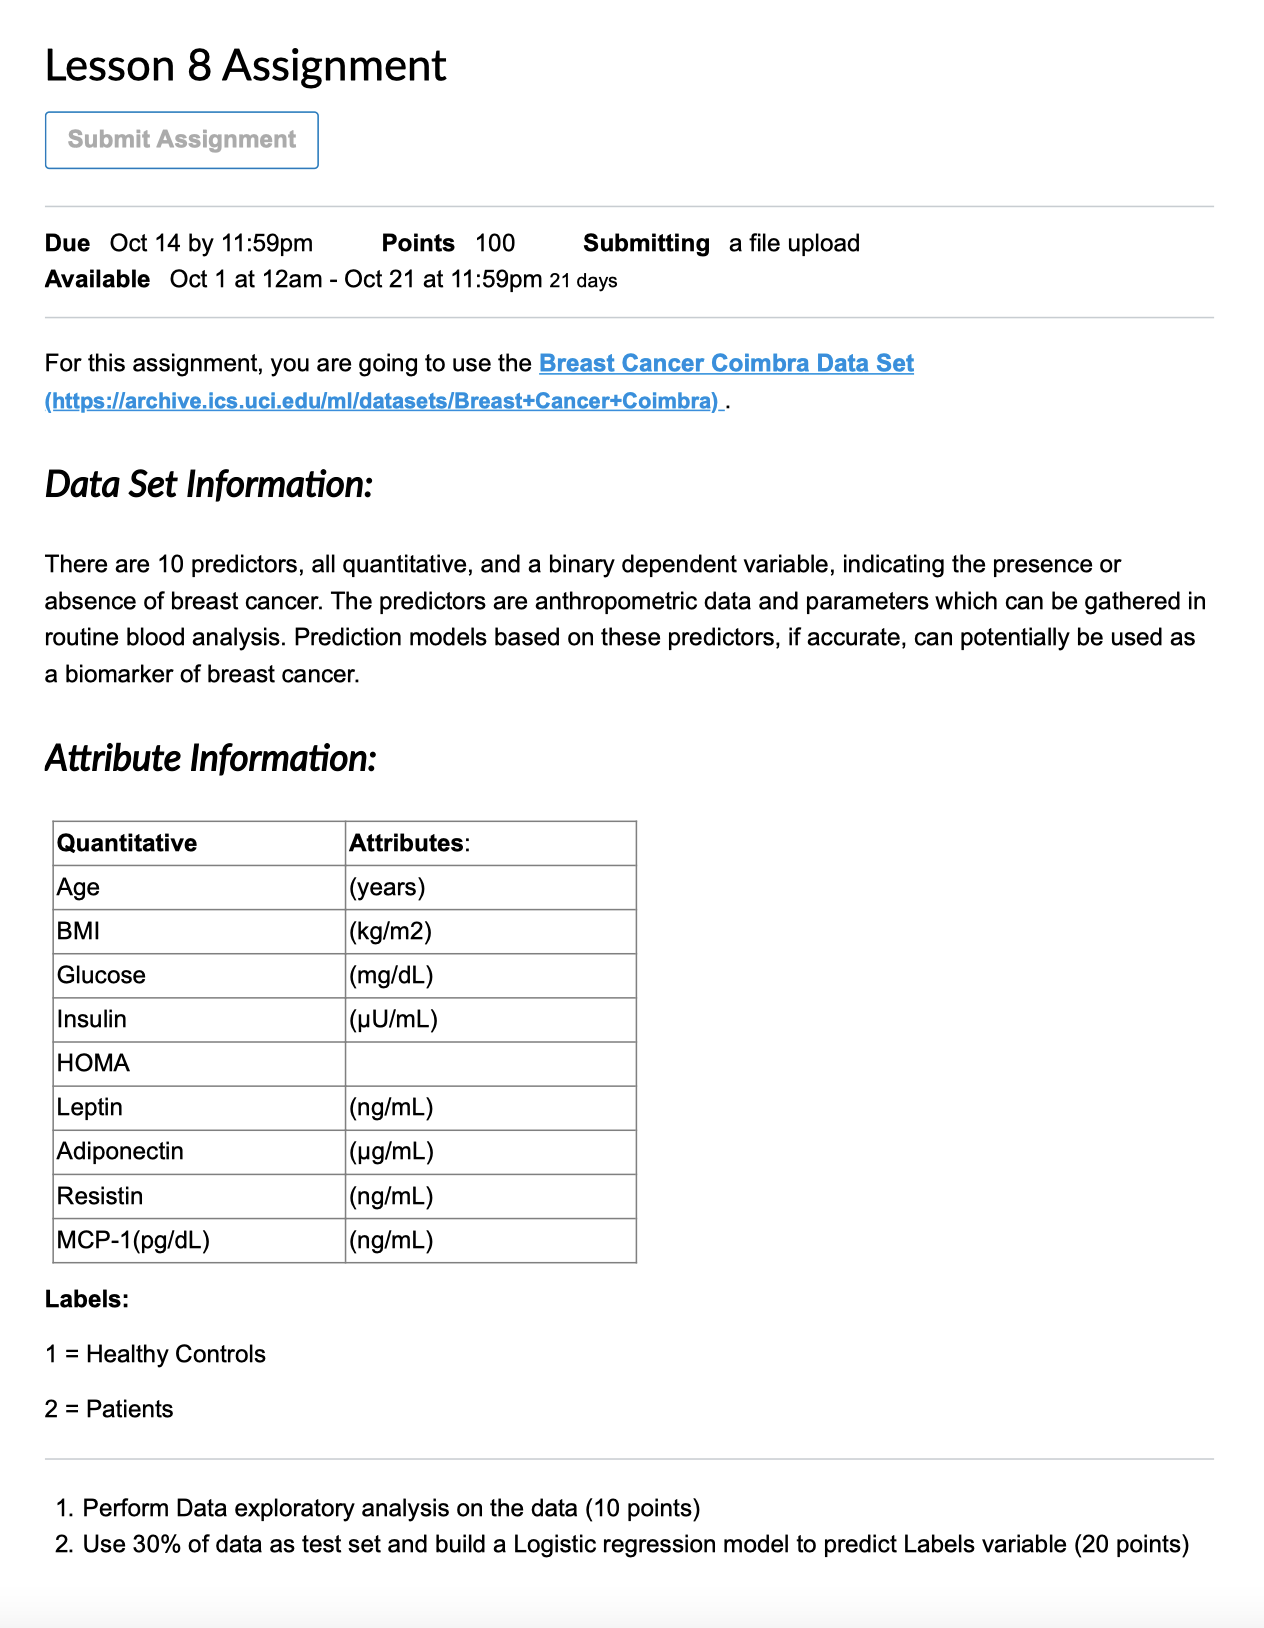 Lesson 8 Assignment
Submit Assignment
Due Oct 14 by 11:59pm Points 100 Submitting a file upload
Available Oct 1 at 12am - Oct 21 at 11:59pm 21 days
For this assignment, you are going to use the Breast Cancer Coimbra Data Set
(https://archive.ics.uci.edu/ml/datasets/Breast+Cancer+Coimbra) .
Data Set Information:
There are 10 predictors, all quantitative, and a binary dependent variable, indicating the presence or
absence of breast cancer. The predictors are anthropometric data and parameters which can be gathered in
routine blood analysis. Prediction models based on these predictors, if accurate, can potentially be used as
a biomarker of breast cancer.
Attribute Information:
Quantitative Attributes:
Age (years)
BMI (kg/m2)
Glucose (mg/dL)
Insulin (µU/mL)
HOMA
Leptin (ng/mL)
Adiponectin (µg/mL)
Resistin (ng/mL)
MCP-1(pg/dL) (ng/mL)
Labels:
1 = Healthy Controls
2 = Patients
1. Perform Data exploratory analysis on the data (10 points)
2. Use 30% of data as test set and build a Logistic regression model to predict Labels variable (20 points)